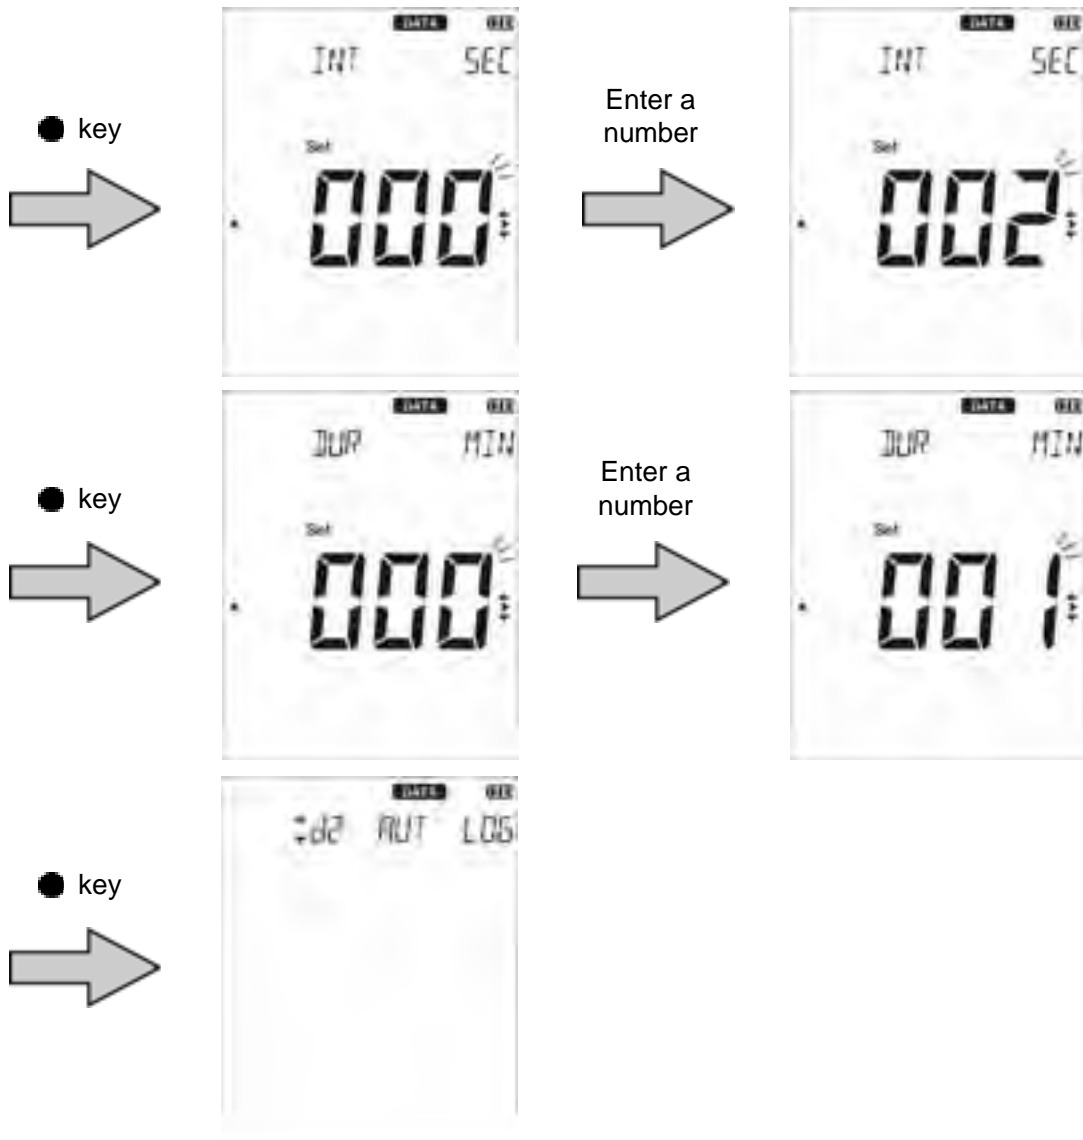 DATA
INT SEC
● key
Set
000
Enter a
number
DATA
INT SEC
Set
002
● key
DATA
DUR MIN
Set
000
Enter a
number
DATA
DUR MIN
Set
001
● key
DATA
d2 AUT LOG